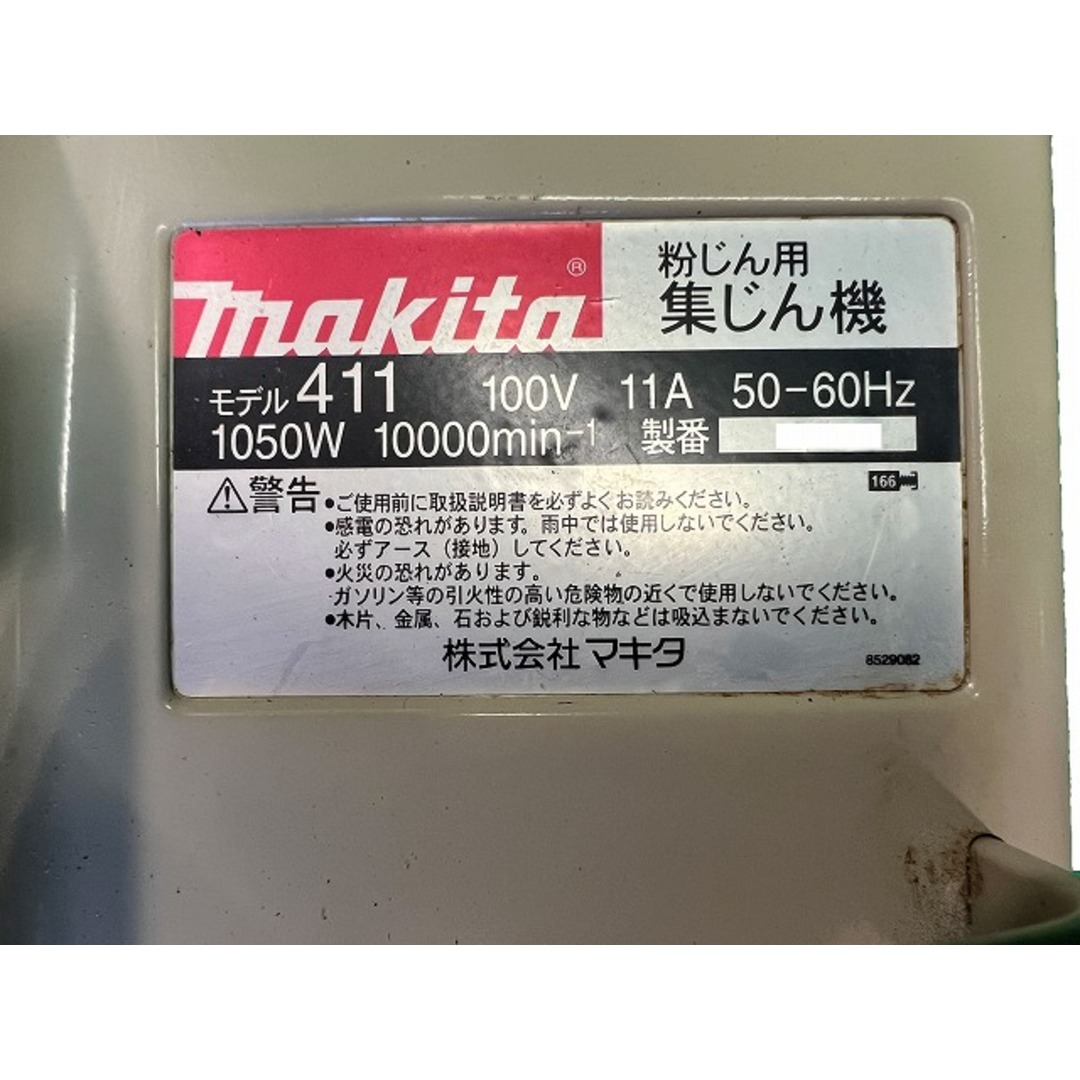 makita®
粉じん用
集じん機
モデル 411 100V 11A 50-60Hz
1050W 10000min-1 製番
166
警告 ●ご使用前に取扱説明書を必ずよくお読みください。
●感電の恐れがあります。雨中では使用しないでください。
必ずアース（接地）してください。
●火災の恐れがあります。
ガソリン等の引火性の高い危険物の近くで使用しないでください。
●木片、金属、石および鋭利な物などは吸込まないでください。
株式会社マキタ
8529082